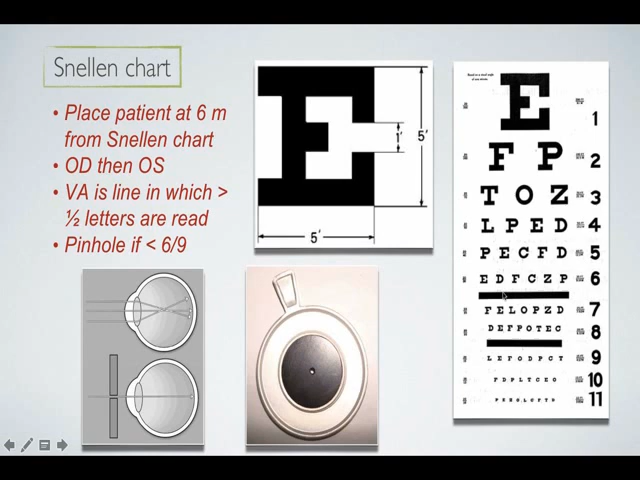 Snellen chart
• Place patient at 6 m
from Snellen chart
• OD then OS
• VA is line in which >
½ letters are read
• Pinhole if < 6/9
5'
1'
5'
E
1
F P
2
T O Z
3
L P E D
4
P E C F D
5
E D F C Z P
6
F E L O P Z D
7
D E F P O T E C
8
L E F O D P C T
9
F D P L T C E O
10
P E Z O L C F T D
11